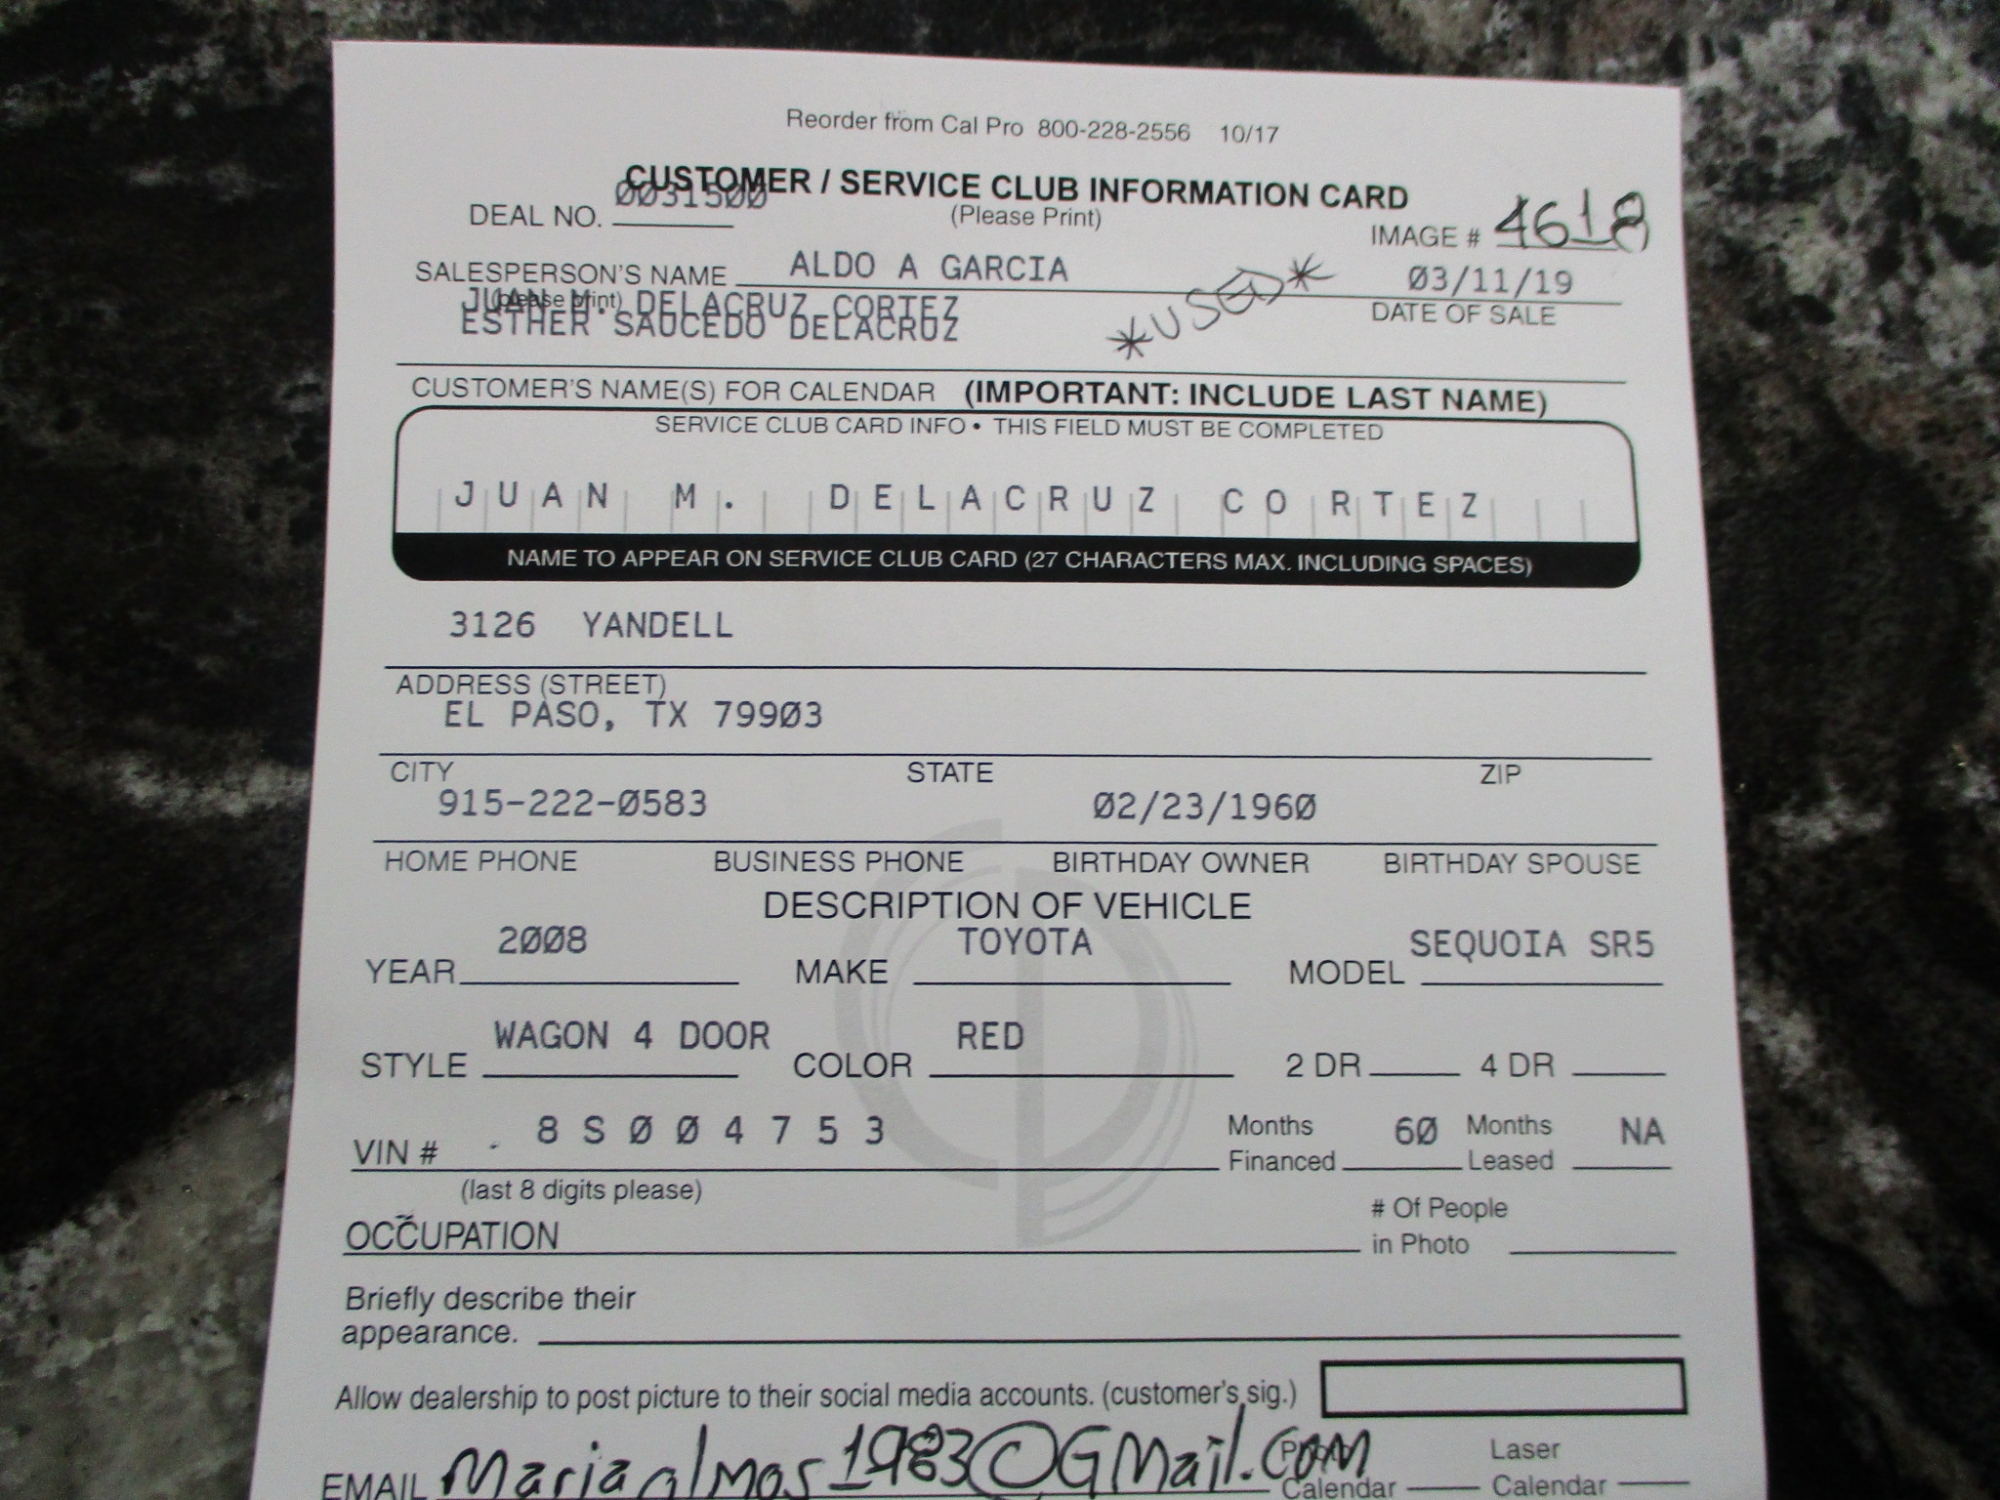 Reorder from Cal Pro 800-228-2556 10/17
CUSTOMER / SERVICE CLUB INFORMATION CARD
DEAL NO. 0031500 (Please Print) IMAGE # 4618
SALESPERSON'S NAME ALDO A GARCIA 03/11/19
(please print) *USED* DATE OF SALE
JUAN M. DELACRUZ CORTEZ
ESTHER SAUCEDO DELACRUZ
CUSTOMER'S NAME(S) FOR CALENDAR (IMPORTANT: INCLUDE LAST NAME)
SERVICE CLUB CARD INFO • THIS FIELD MUST BE COMPLETED
JUAN M. DELACRUZ CORTEZ
NAME TO APPEAR ON SERVICE CLUB CARD (27 CHARACTERS MAX. INCLUDING SPACES)
3126 YANDELL
ADDRESS (STREET)
EL PASO, TX 79903
CITY STATE ZIP
915-222-0583 02/23/1960
HOME PHONE BUSINESS PHONE BIRTHDAY OWNER BIRTHDAY SPOUSE
DESCRIPTION OF VEHICLE
YEAR 2008 MAKE TOYOTA MODEL SEQUOIA SR5
STYLE WAGON 4 DOOR COLOR RED 2 DR 4 DR
VIN # 8S004753 Months Financed 60 Months Leased NA
(last 8 digits please)
OCCUPATION # Of People in Photo
Briefly describe their
appearance.
Allow dealership to post picture to their social media accounts. (customer's sig.)
EMAIL Mariaalmos1983@GMail.com Photo Calendar Laser Calendar